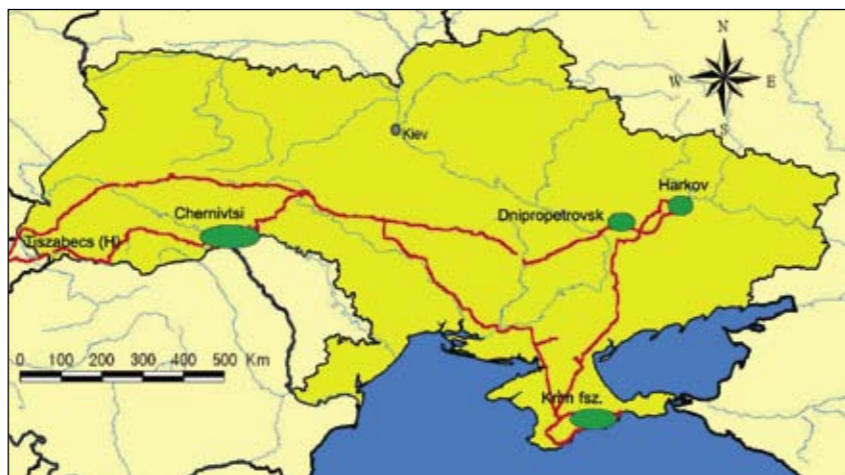 N
W E
S
Kiev
Harkov
Chernivtsi
Dnipropetrovsk
Tiszabecs (H)
0 100 200 300 400 500 Km
Krim fsz.